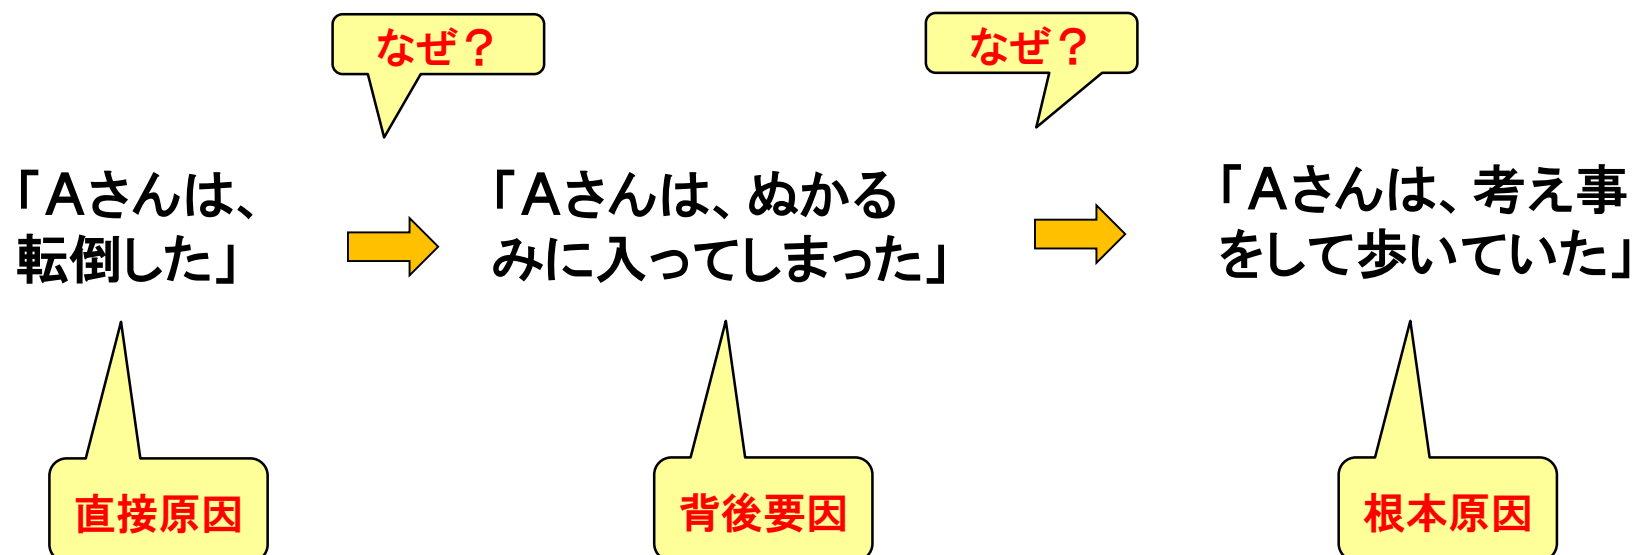 なぜ？
なぜ？
「Ａさんは、
転倒した」
「Ａさんは、ぬかる
みに入ってしまった」
「Ａさんは、考え事
をして歩いていた」
直接原因
背後要因
根本原因